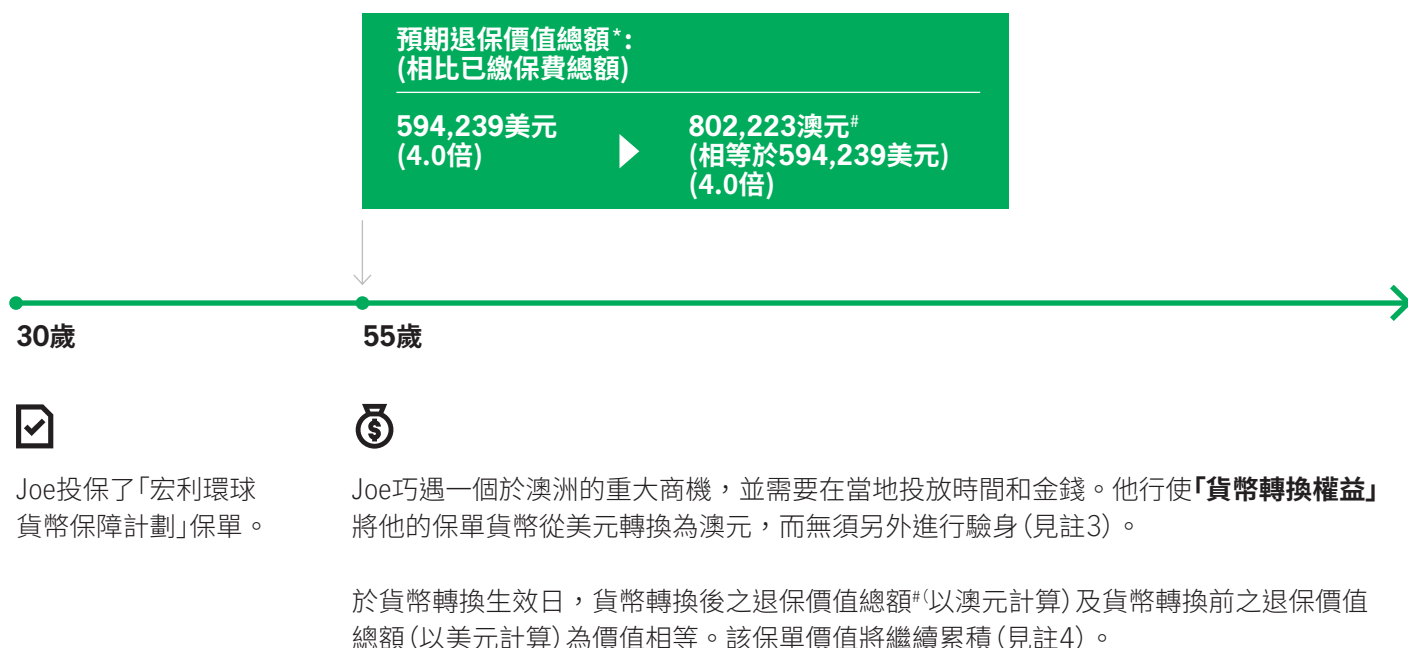 預期退保價值總額*:
(相比已繳保費總額)
594,239美元
(4.0倍)
802,223澳元#
(相等於594,239美元)
(4.0倍)
30歲
55歲
Joe投保了「宏利環球
貨幣保障計劃」保單。
Joe巧遇一個於澳洲的重大商機，並需要在當地投放時間和金錢。他行使「貨幣轉換權益」
將他的保單貨幣從美元轉換為澳元，而無須另外進行驗身(見註3)。
於貨幣轉換生效日，貨幣轉換後之退保價值總額#(以澳元計算)及貨幣轉換前之退保價值
總額(以美元計算)為價值相等。該保單價值將繼續累積(見註4)。